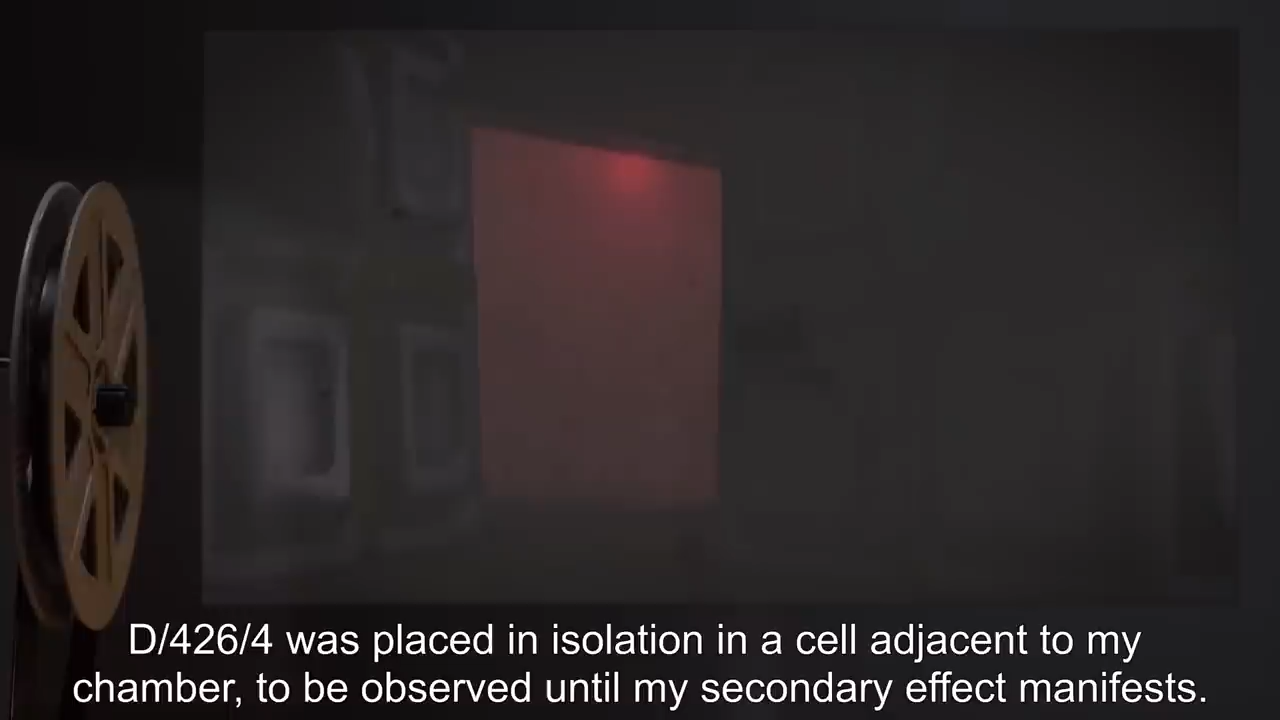 D/426/4 was placed in isolation in a cell adjacent to my
chamber, to be observed until my secondary effect manifests.